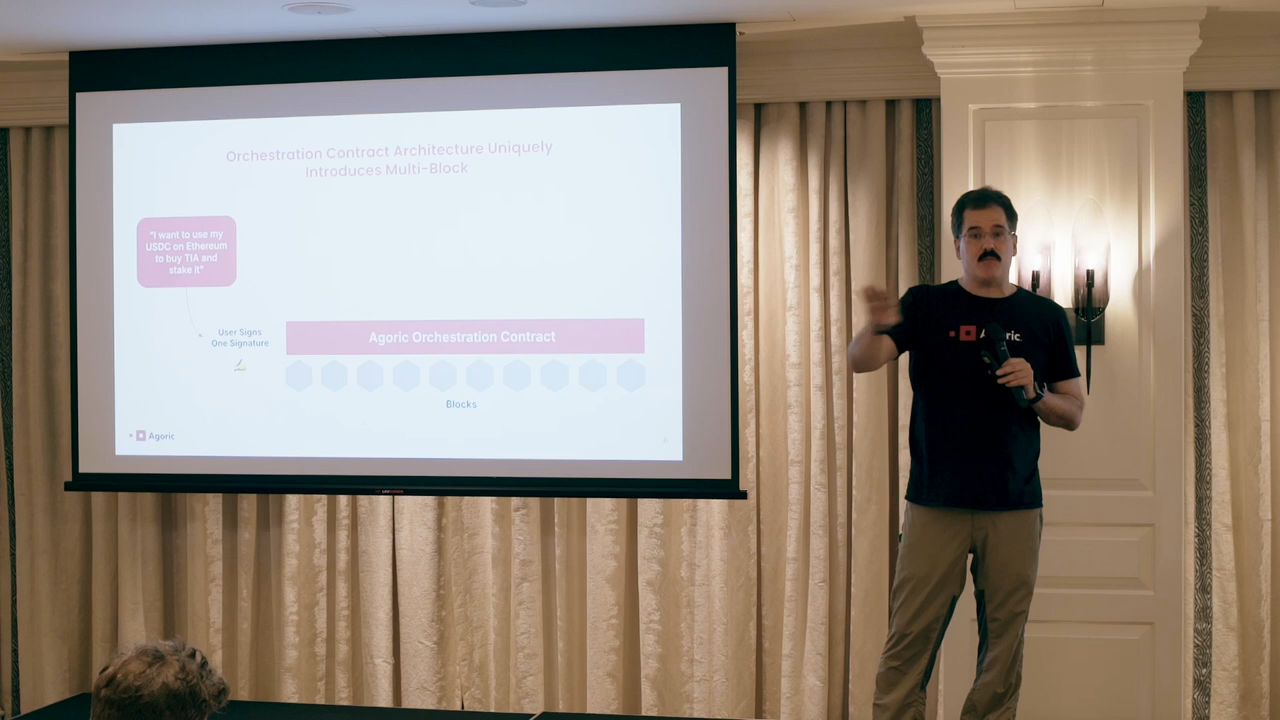 Orchestration Contract Architecture Uniquely
Introduces Multi-Block
"I want to use my
USDC on Ethereum
to buy TIA and
stake it"
User Signs
One Signature
Agoric Orchestration Contract
Blocks
Agoric
Agoric